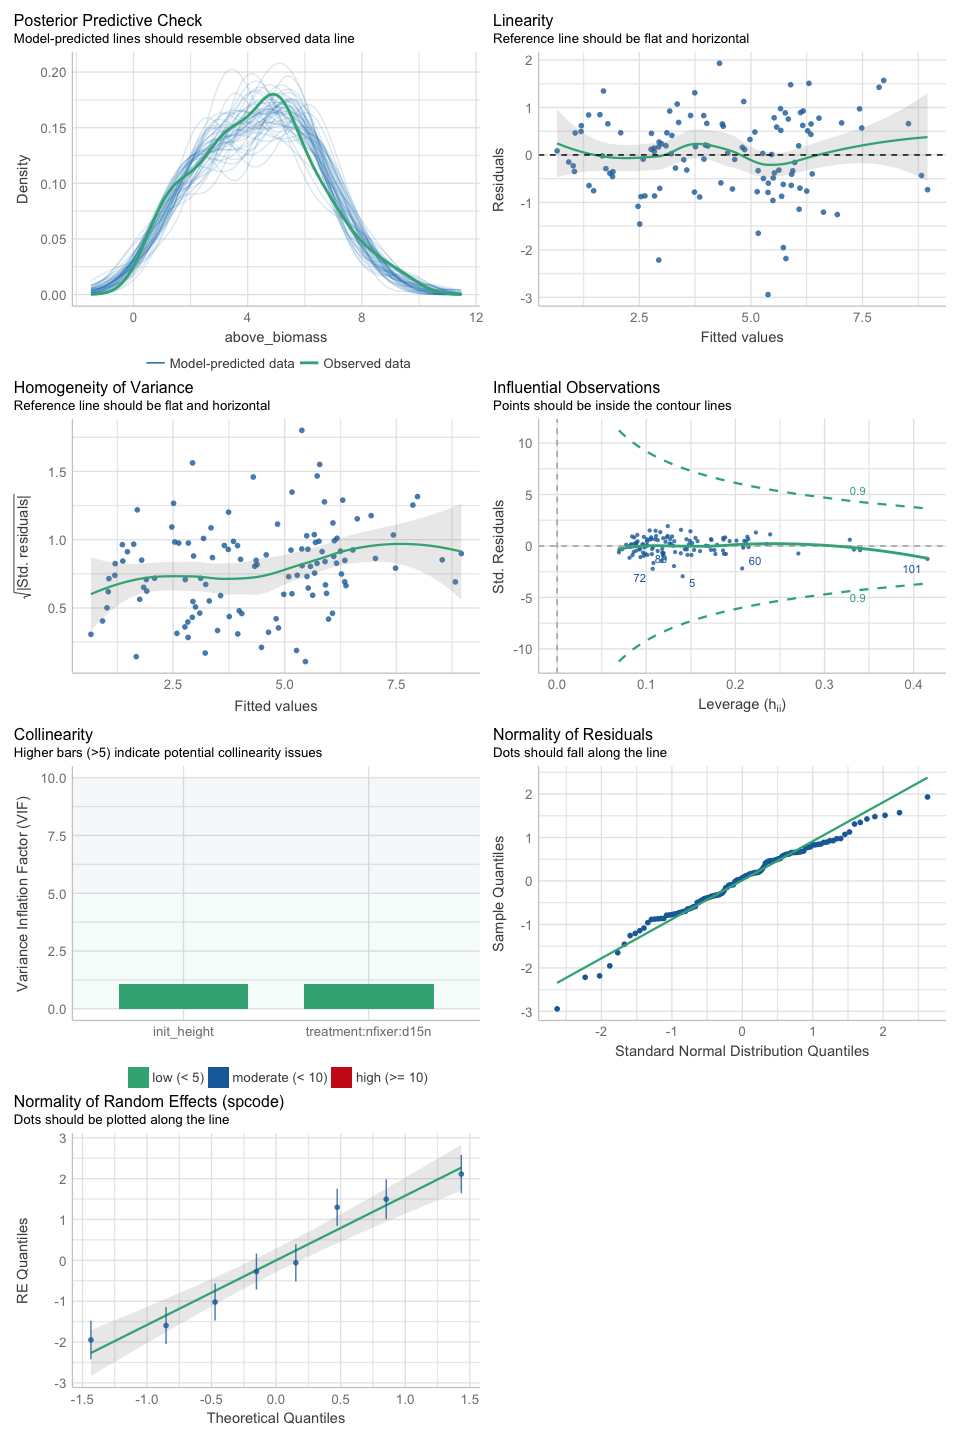 Posterior Predictive Check
Model-predicted lines should resemble observed data line
0.20
0.15
0.10
0.05
0.00
Density
0
4
8
12
above_biomass
Model-predicted data
Observed data
Linearity
Reference line should be flat and horizontal
2
1
0
-1
-2
-3
Residuals
2.5
5.0
7.5
Fitted values
Homogeneity of Variance
Reference line should be flat and horizontal
1.5
1.0
0.5
√|Std. residuals|
2.5
5.0
7.5
Fitted values
Influential Observations
Points should be inside the contour lines
10
5
0
-5
-10
Std. Residuals
0.9
72
5
60
101
0.9
0.0
0.1
0.2
0.3
0.4
Leverage (hii)
Collinearity
Higher bars (>5) indicate potential collinearity issues
10.0
7.5
5.0
2.5
0.0
Variance Inflation Factor (VIF)
init_height
treatment:nfixer:d15n
low (< 5)
moderate (< 10)
high (>= 10)
Normality of Residuals
Dots should fall along the line
2
1
0
-1
-2
-3
Sample Quantiles
-2
-1
0
1
2
Standard Normal Distribution Quantiles
Normality of Random Effects (spcode)
Dots should be plotted along the line
3
2
1
0
-1
-2
-3
RE Quantiles
-1.5
-1.0
-0.5
0.0
0.5
1.0
1.5
Theoretical Quantiles